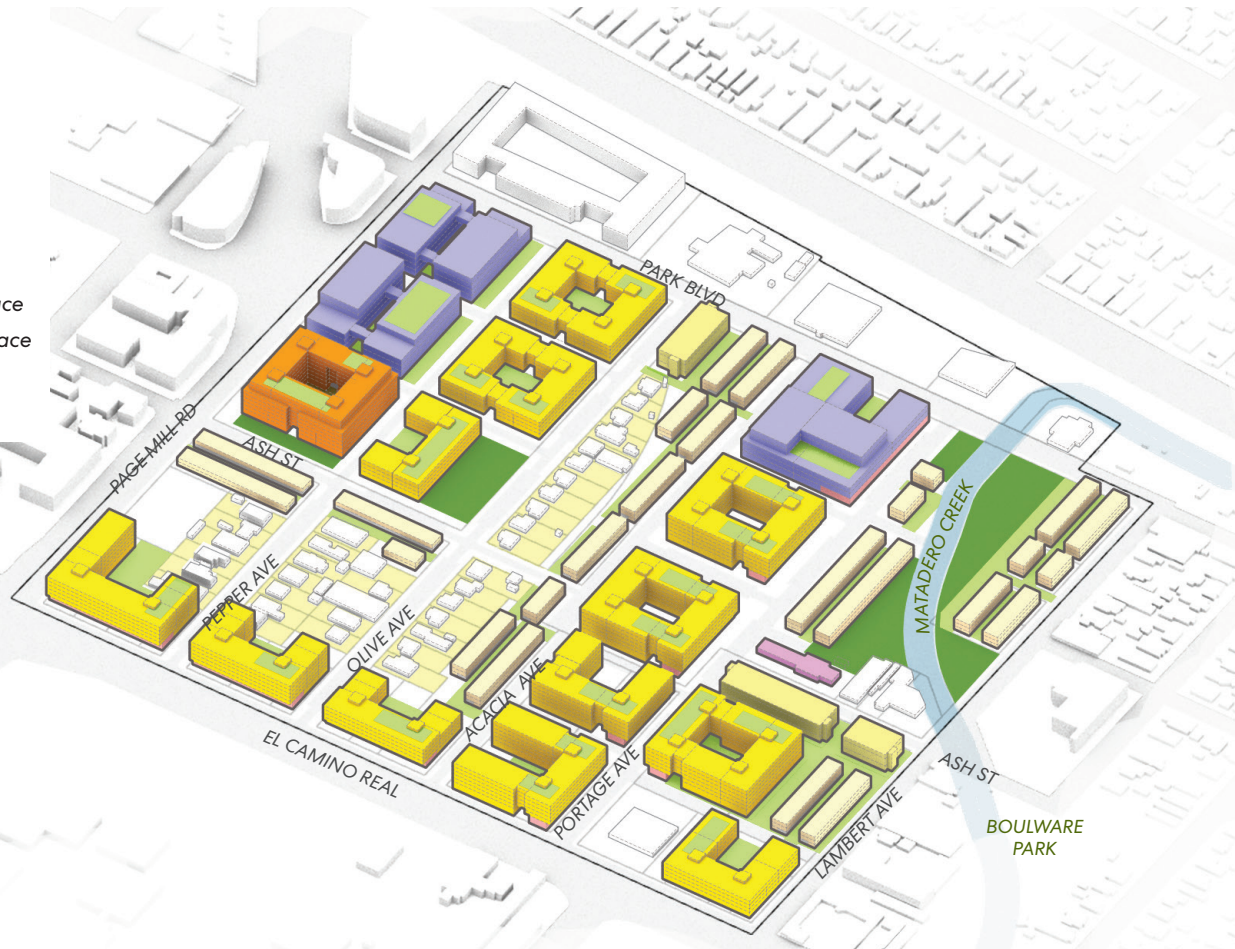 PARK BLVD
PAGE MILL RD
ASH ST
MATADERO CREEK
PEPPER AVE
OLIVE AVE
ACACIA AVE
EL CAMINO REAL
PORTAGE AVE
ASH ST
LAMBERT AVE
BOULWARE
PARK